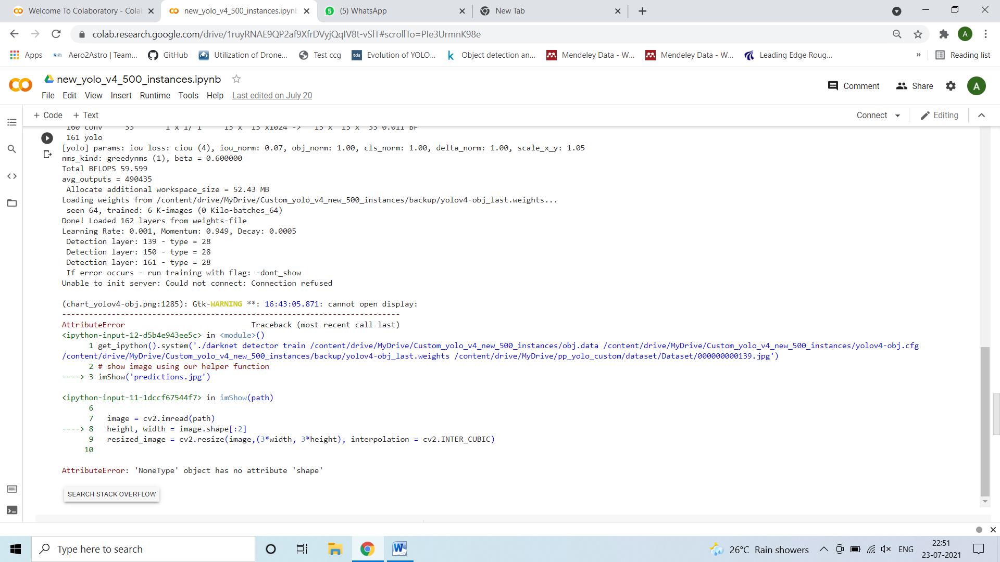 Welcome To Colaboratory - Colab
new_yolo_v4_500_instances.ipynb
(5) WhatsApp
New Tab
colab.research.google.com/drive/1ruyRNAE9QP2af9XfrDVyjQqIV8t-vSlT#scrollTo=PIe3UrmnK98e
A
Apps
Aero2Astro | Team...
GitHub
Utilization of Drone...
Test ccg
tds
Evolution of YOLO...
k
Object detection an...
Mendeley Data - W...
Mendeley Data - W...
Leading Edge Roug...
»
Reading list
new_yolo_v4_500_instances.ipynb
Comment
Share
A
File Edit View Insert Runtime Tools Help Last edited on July 20
+ Code + Text
Connect
Editing
160 conv 33 1 x 1/ 1 13 x 13 x1024 -> 13 x 13 x 33 0.011 BF
161 yolo
[yolo] params: iou loss: ciou (4), iou_norm: 0.07, obj_norm: 1.00, cls_norm: 1.00, delta_norm: 1.00, scale_x_y: 1.05
nms_kind: greedynms (1), beta = 0.600000
Total BFLOPS 59.599
avg_outputs = 490435
Allocate additional workspace_size = 52.43 MB
Loading weights from /content/drive/MyDrive/Custom_yolo_v4_new_500_instances/backup/yolov4-obj_last.weights...
seen 64, trained: 6 K-images (0 Kilo-batches_64)
Done! Loaded 162 layers from weights-file
Learning Rate: 0.001, Momentum: 0.949, Decay: 0.0005
Detection layer: 139 - type = 28
Detection layer: 150 - type = 28
Detection layer: 161 - type = 28
If error occurs - run training with flag: -dont_show
Unable to init server: Could not connect: Connection refused
(chart_yolov4-obj.png:1285): Gtk-WARNING **: 16:43:05.871: cannot open display:
---------------------------------------------------------------------------
AttributeError Traceback (most recent call last)
<ipython-input-12-d5b4e943ee5c> in <module>()
1 get_ipython().system('./darknet detector train /content/drive/MyDrive/Custom_yolo_v4_new_500_instances/obj.data /content/drive/MyDrive/Custom_yolo_v4_new_500_instances/yolov4-obj.cfg
/content/drive/MyDrive/Custom_yolo_v4_new_500_instances/backup/yolov4-obj_last.weights /content/drive/MyDrive/pp_yolo_custom/dataset/Dataset/000000000139.jpg')
2 # show image using our helper function
----> 3 imShow('predictions.jpg')
<ipython-input-11-1dccf67544f7> in imShow(path)
6
7 image = cv2.imread(path)
----> 8 height, width = image.shape[:2]
9 resized_image = cv2.resize(image,(3*width, 3*height), interpolation = cv2.INTER_CUBIC)
10
AttributeError: 'NoneType' object has no attribute 'shape'
SEARCH STACK OVERFLOW
Type here to search
26°C Rain showers
ENG
22:51
23-07-2021